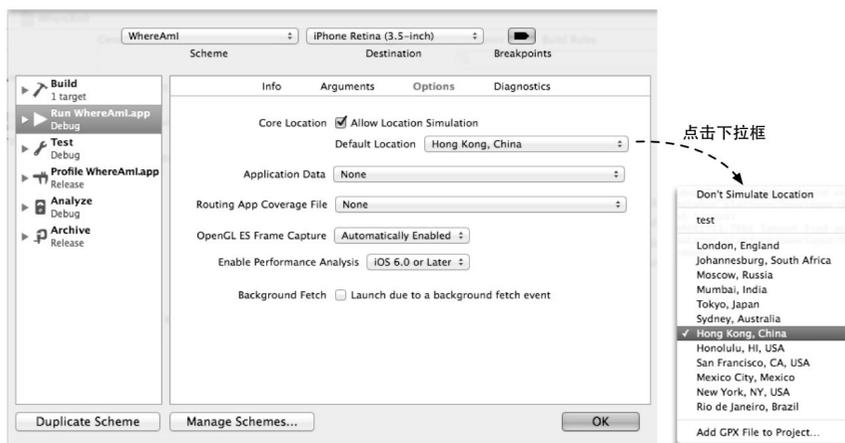 WhereAmI
iPhone Retina (3.5-inch)
Scheme
Destination
Breakpoints
Build
1 target
Run WhereAmI.app
Debug
Test
Debug
Profile WhereAmI.app
Release
Analyze
Debug
Archive
Release
Info
Arguments
Options
Diagnostics
Core Location
Allow Location Simulation
Default Location
Hong Kong, China
Application Data
None
Routing App Coverage File
None
OpenGL ES Frame Capture
Automatically Enabled
Enable Performance Analysis
iOS 6.0 or Later
Background Fetch
Launch due to a background fetch event
Duplicate Scheme
Manage Schemes...
OK
点击下拉框
Don't Simulate Location
test
London, England
Johannesburg, South Africa
Moscow, Russia
Mumbai, India
Tokyo, Japan
Sydney, Australia
Hong Kong, China
Honolulu, HI, USA
San Francisco, CA, USA
Mexico City, Mexico
New York, NY, USA
Rio de Janeiro, Brazil
Add GPX File to Project...